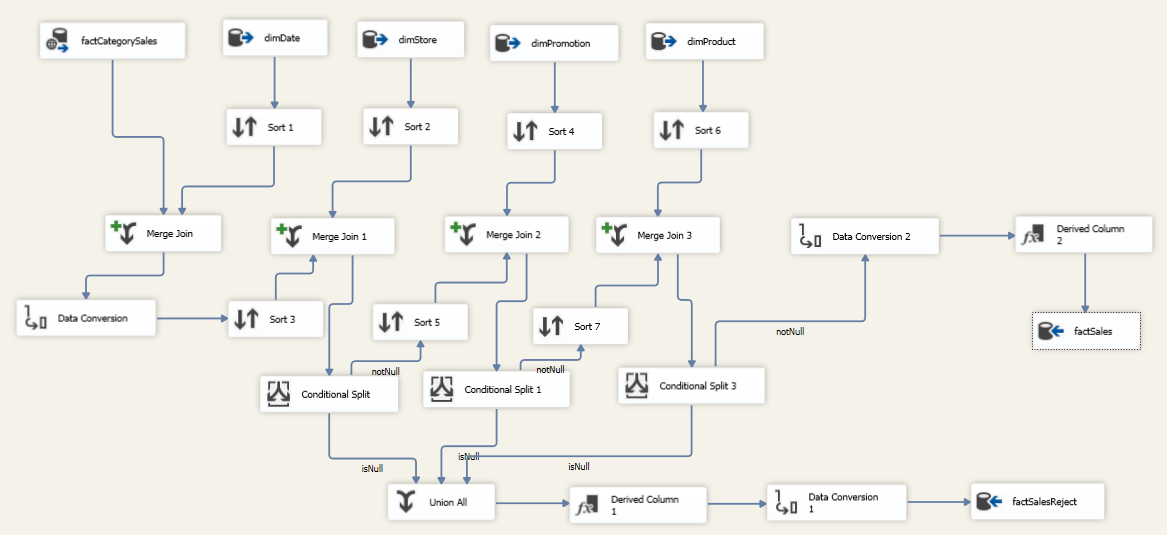 factCategorySales
dimDate
dimStore
dimPromotion
dimProduct
Sort 1
Sort 2
Sort 4
Sort 6
Merge Join
Merge Join 1
Merge Join 2
Merge Join 3
Data Conversion 2
Derived Column
2
Data Conversion
Sort 3
Sort 5
Sort 7
notNull
factSales
notNull
notNull
Conditional Split
Conditional Split 1
Conditional Split 3
isNull
isNull
isNull
Union All
Derived Column
1
Data Conversion
1
factSalesReject